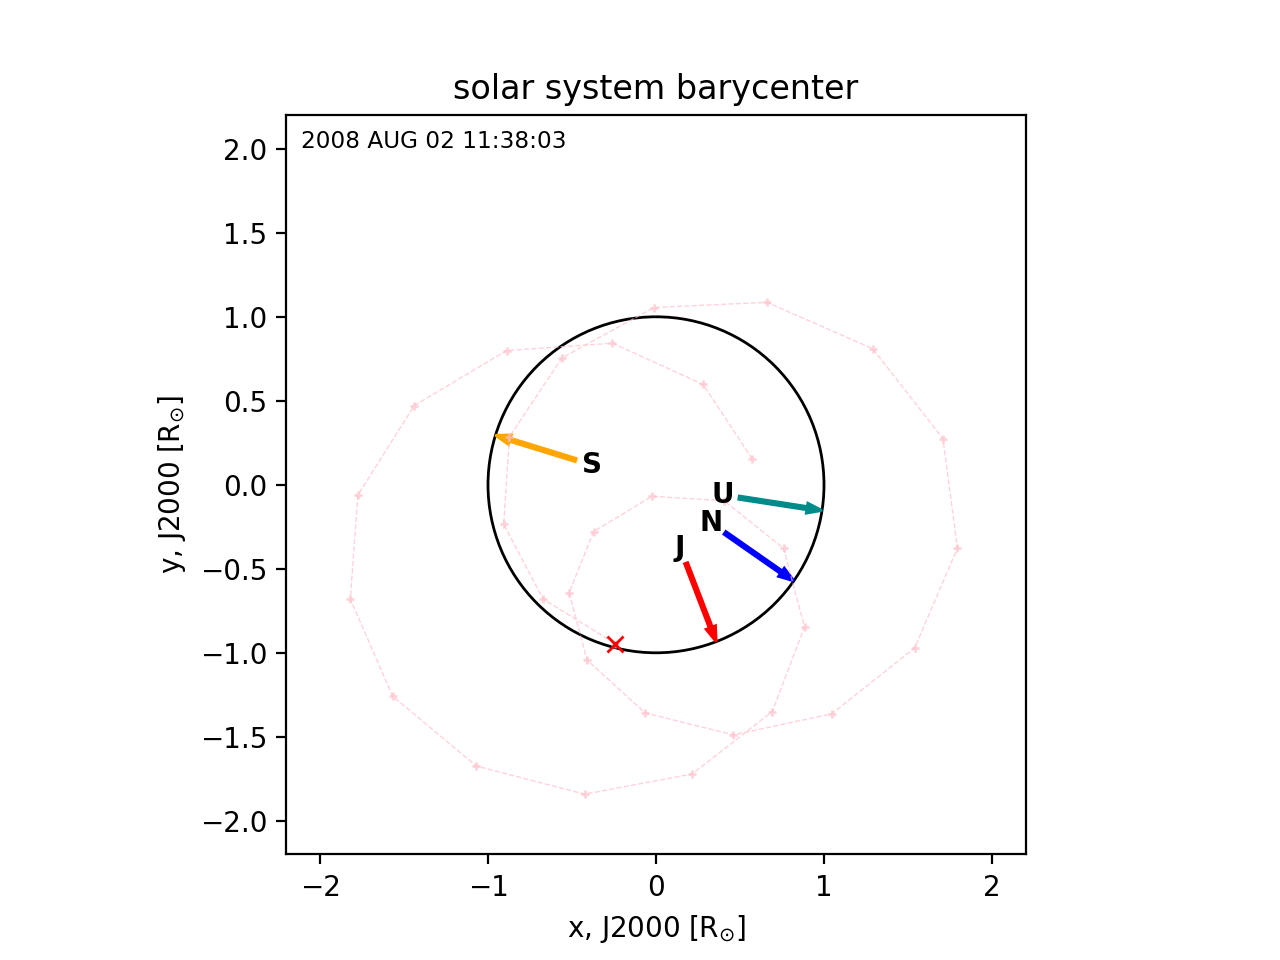 solar system barycenter
2008 AUG 02 11:38:03
2.0
1.5
1.0
0.5
0.0
−0.5
−1.0
−1.5
−2.0
y, J2000 [R☉]
S
U
N
J
−2
−1
0
1
2
x, J2000 [R☉]